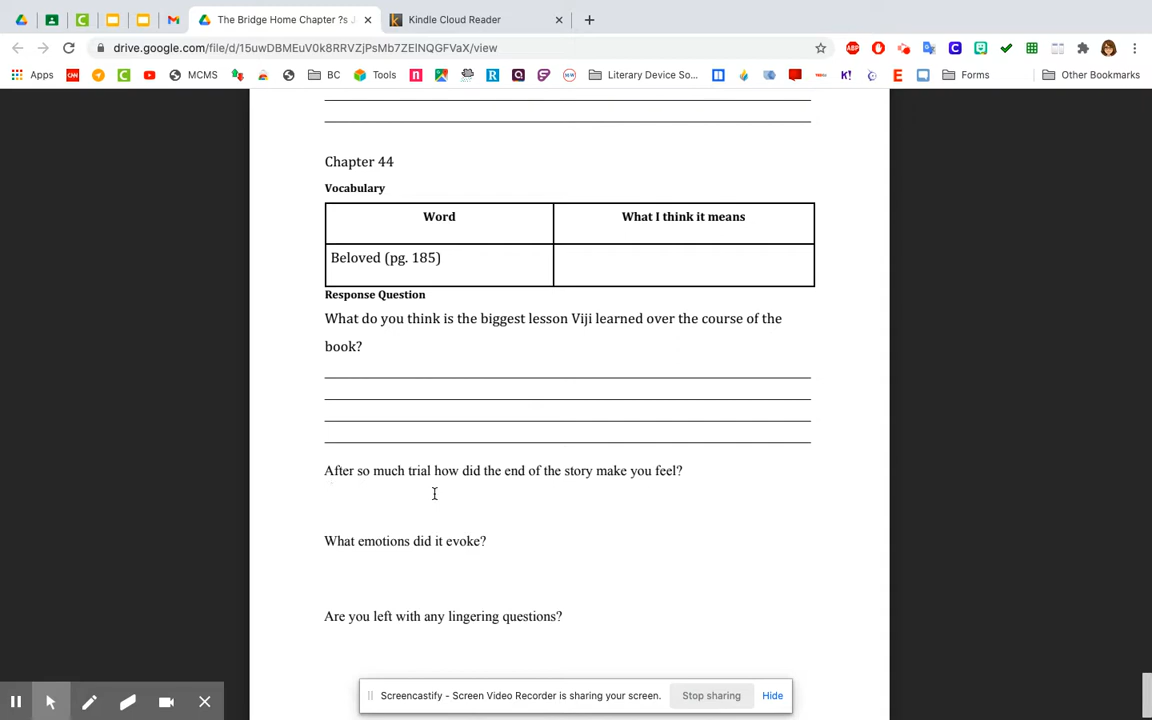 The Bridge Home Chapter ?s
Kindle Cloud Reader
drive.google.com/file/d/15uwDBMEuV0k8RRVZjPsMb7ZElNQGFVaX/view
Apps
MCMS
BC
Tools
Literary Device So...
Forms
Other Bookmarks
Chapter 44
Vocabulary
Word What I think it means
Beloved (pg. 185)
Response Question
What do you think is the biggest lesson Viji learned over the course of the
book?
After so much trial how did the end of the story make you feel?
What emotions did it evoke?
Are you left with any lingering questions?
Screencastify - Screen Video Recorder is sharing your screen.
Stop sharing
Hide